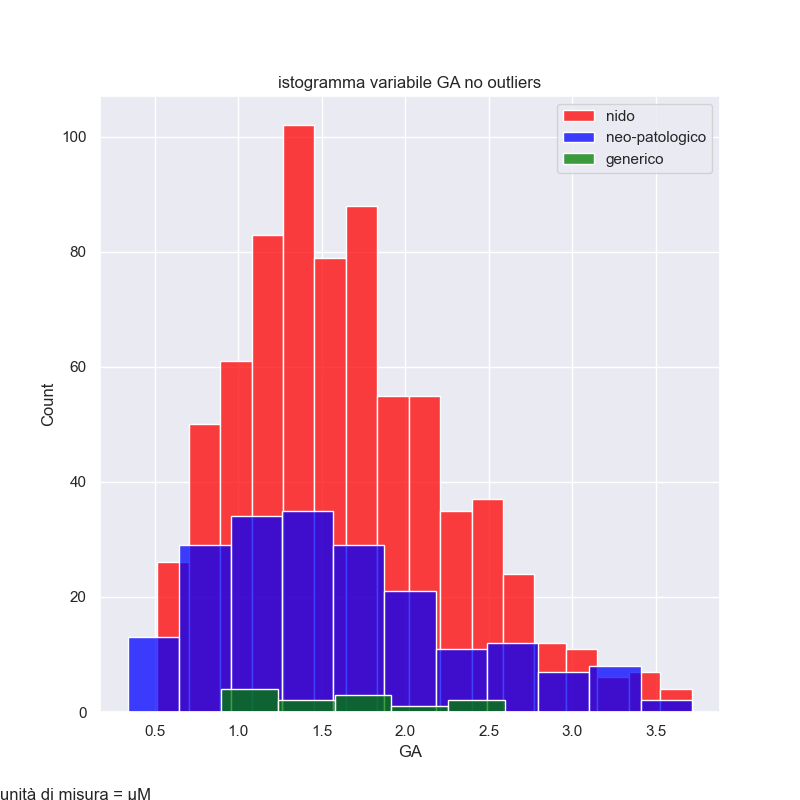 istogramma variabile GA no outliers
nido
neo-patologico
generico
100
80
60
40
20
0
Count
0.5 1.0 1.5 2.0 2.5 3.0 3.5
GA
unità di misura = μM